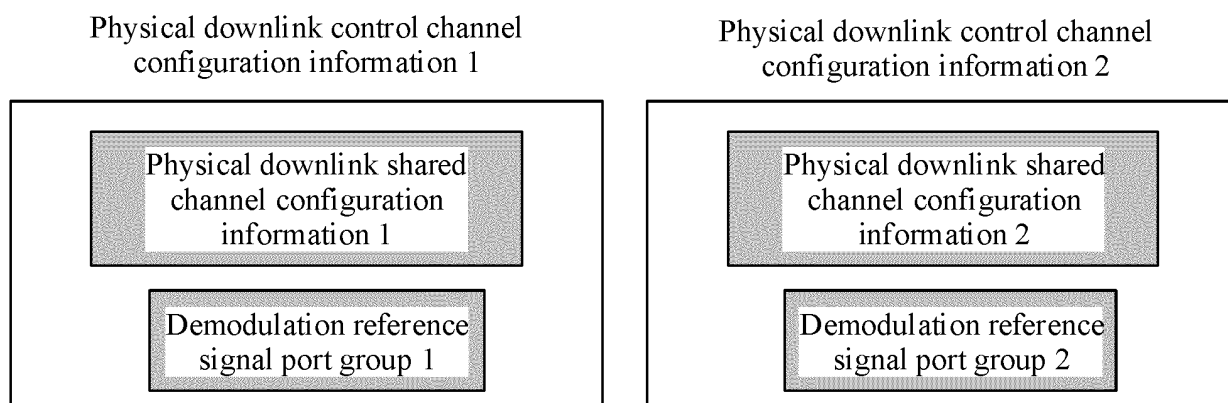 Physical downlink control channel
configuration information 1
Physical downlink shared
channel configuration
information 1
Demodulation reference
signal port group 1
Physical downlink control channel
configuration information 2
Physical downlink shared
channel configuration
information 2
Demodulation reference
signal port group 2